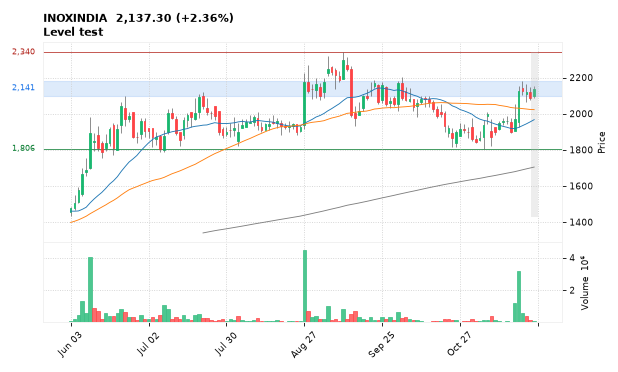 INOXINDIA 2,137.30 (+2.36%)
Level test
2,340
2,141
1,806
2200
2000
1800
1600
1400
Price
4
2
Volume 10⁶
Jun 03
Jul 02
Jul 30
Aug 27
Sep 25
Oct 27